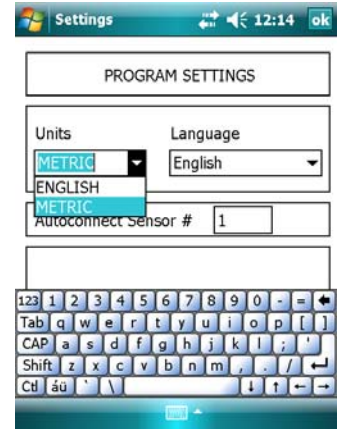 Settings 12:14 ok
PROGRAM SETTINGS
Units Language
METRIC English
ENGLISH
METRIC
Autoconnect Sensor # 1
123 1 2 3 4 5 6 7 8 9 0 - = 
Tab q w e r t y u i o p [ ]
CAP a s d f g h j k l ; '
Shift z x c v b n m , . /
Ctl áü ` \